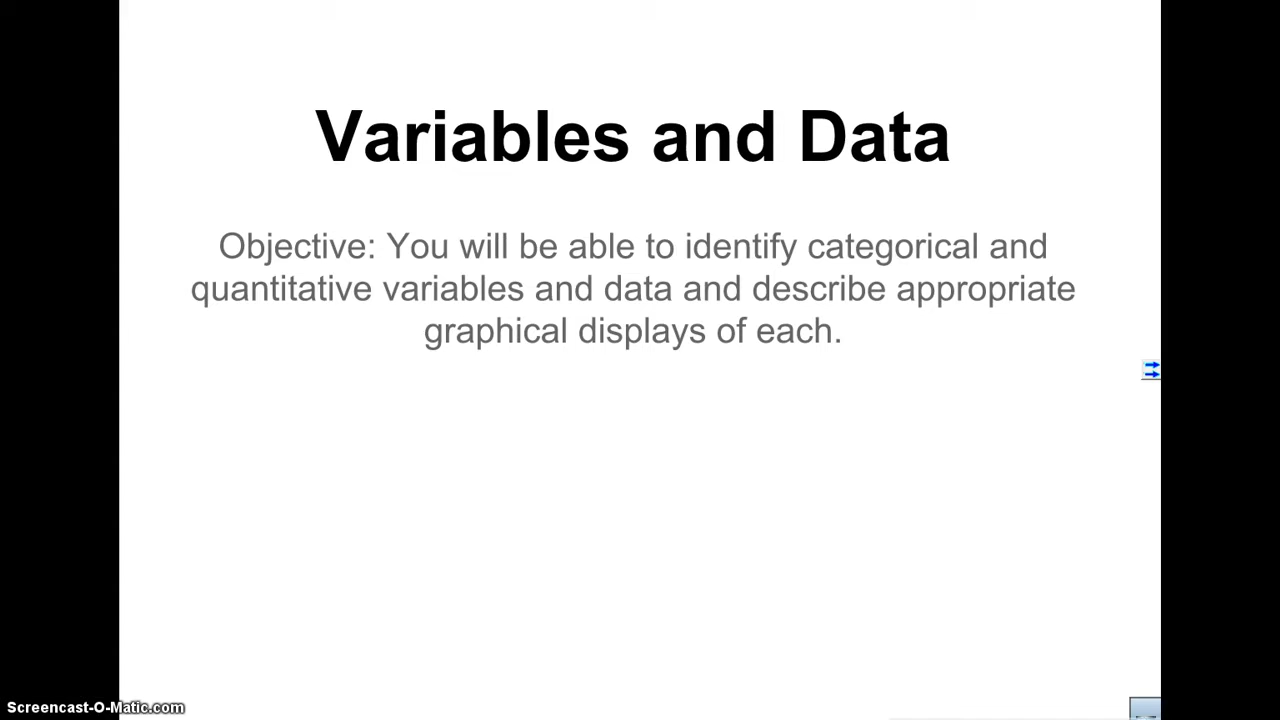 Variables and Data
Objective: You will be able to identify categorical and
quantitative variables and data and describe appropriate
graphical displays of each.
Screencast-O-Matic.com